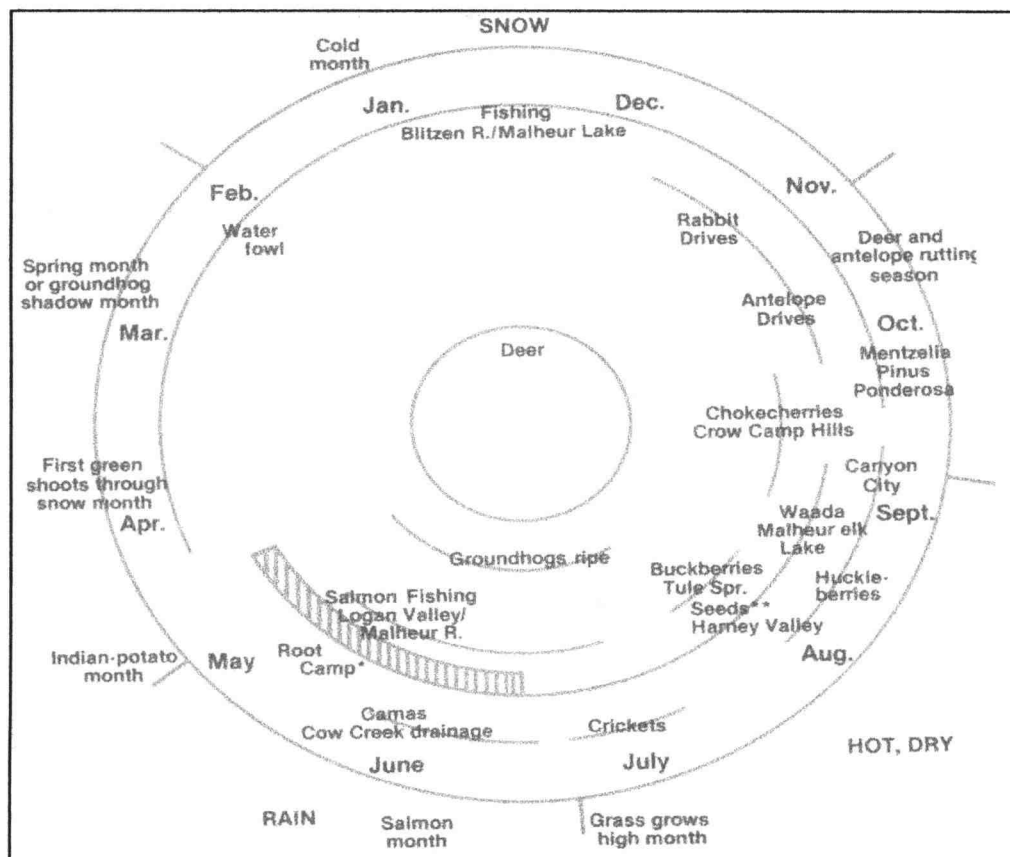 SNOW
Cold
month
Jan.
Dec.
Fishing
Blitzen R./Malheur Lake
Feb.
Nov.
Water
fowl
Rabbit
Drives
Deer and
antelope rutting
season
Spring month
or groundhog
shadow month
Mar.
Antelope
Drives
Oct.
Deer
Mentzelia
Pinus
Ponderosa
Chokecherries
Crow Camp Hills
First green
shoots through
snow month
Apr.
Canyon
City
Sept.
Waada
Malheur elk
Lake
Groundhogs ripe
Buckberries
Tule Spr.
Huckle-
berries
Seeds**
Harney Valley
Salmon Fishing
Logan Valley/
Malheur R.
Root
Camp*
Indian-potato
month
May
Aug.
Camas
Cow Creek drainage
Crickets
June
July
HOT, DRY
RAIN
Salmon
month
Grass grows
high month